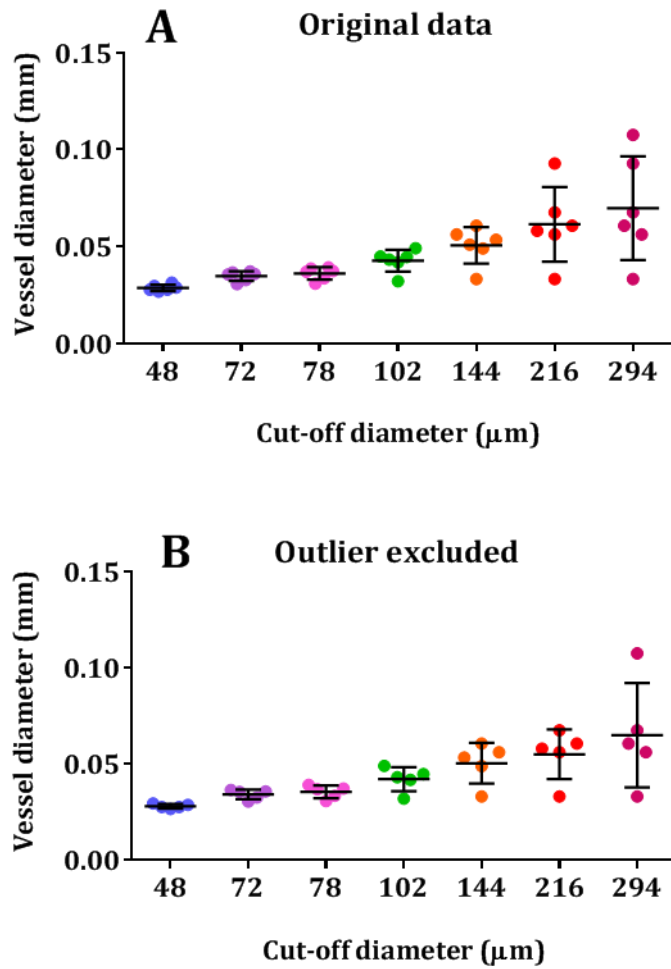 A Original data
Vessel diameter (mm)
0.15
0.10
0.05
0.00
48 72 78 102 144 216 294
Cut-off diameter (μm)
B Outlier excluded
Vessel diameter (mm)
0.15
0.10
0.05
0.00
48 72 78 102 144 216 294
Cut-off diameter (μm)